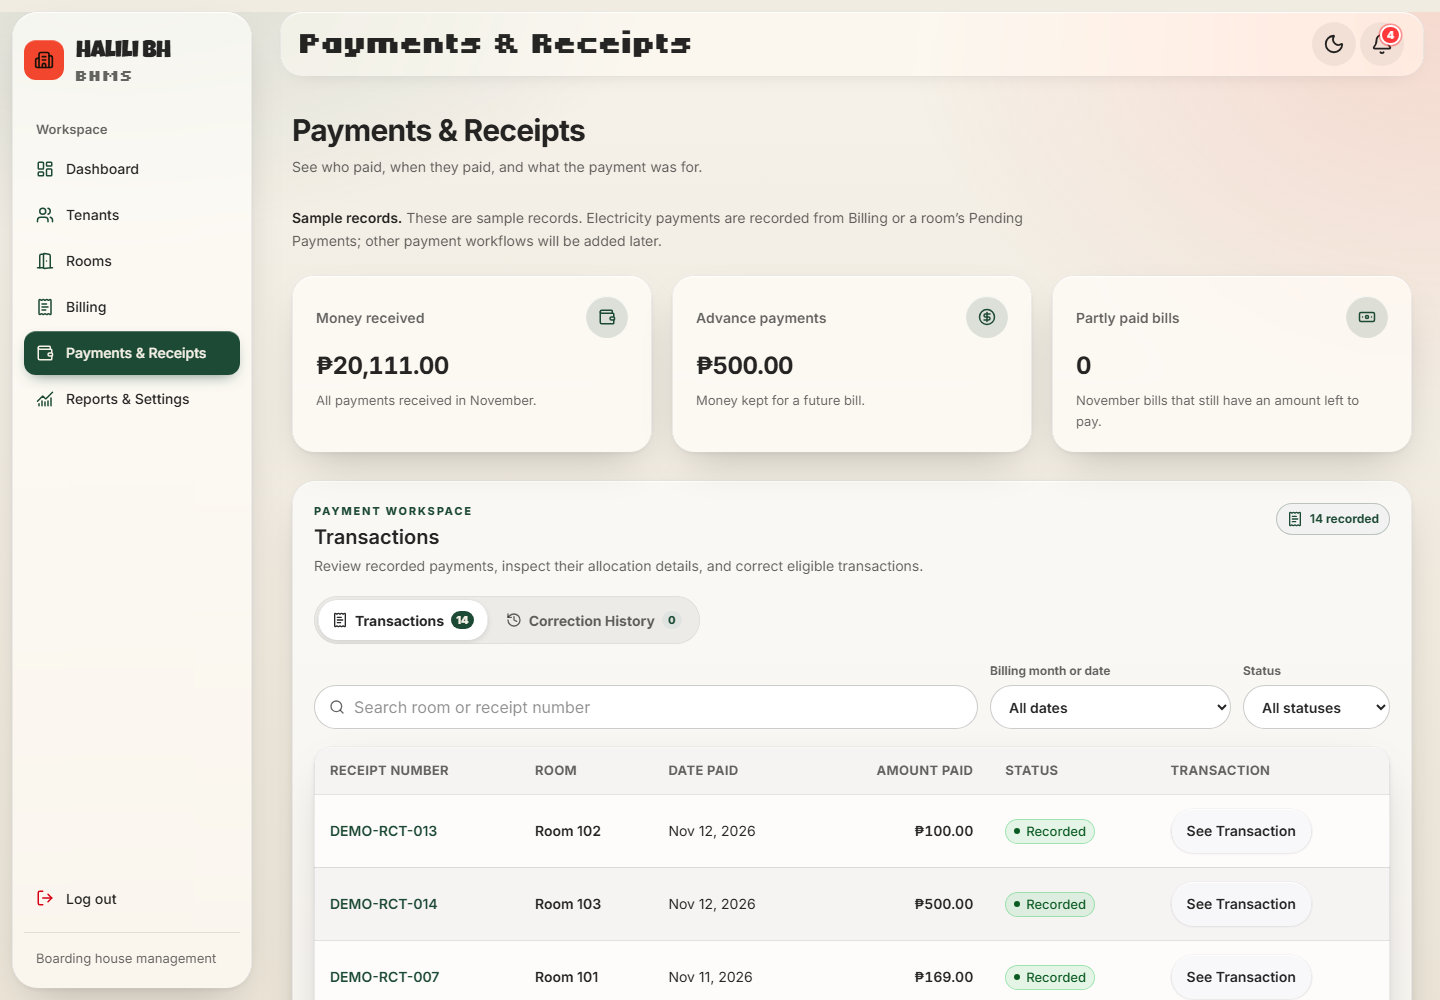 HALILI BH
BHMS
Workspace
Dashboard
Tenants
Rooms
Billing
Payments & Receipts
Reports & Settings
Log out
Boarding house management
Payments & Receipts
4
Payments & Receipts
See who paid, when they paid, and what the payment was for.
Sample records. These are sample records. Electricity payments are recorded from Billing or a room’s Pending
Payments; other payment workflows will be added later.
Money received
₱20,111.00
All payments received in November.
Advance payments
₱500.00
Money kept for a future bill.
Partly paid bills
0
November bills that still have an amount left to
pay.
PAYMENT WORKSPACE
Transactions
Review recorded payments, inspect their allocation details, and correct eligible transactions.
14 recorded
Transactions 14
Correction History 0
Search room or receipt number
Billing month or date
All dates
Status
All statuses
RECEIPT NUMBER ROOM DATE PAID AMOUNT PAID STATUS TRANSACTION
DEMO-RCT-013 Room 102 Nov 12, 2026 ₱100.00 Recorded See Transaction
DEMO-RCT-014 Room 103 Nov 12, 2026 ₱500.00 Recorded See Transaction
DEMO-RCT-007 Room 101 Nov 11, 2026 ₱169.00 Recorded See Transaction